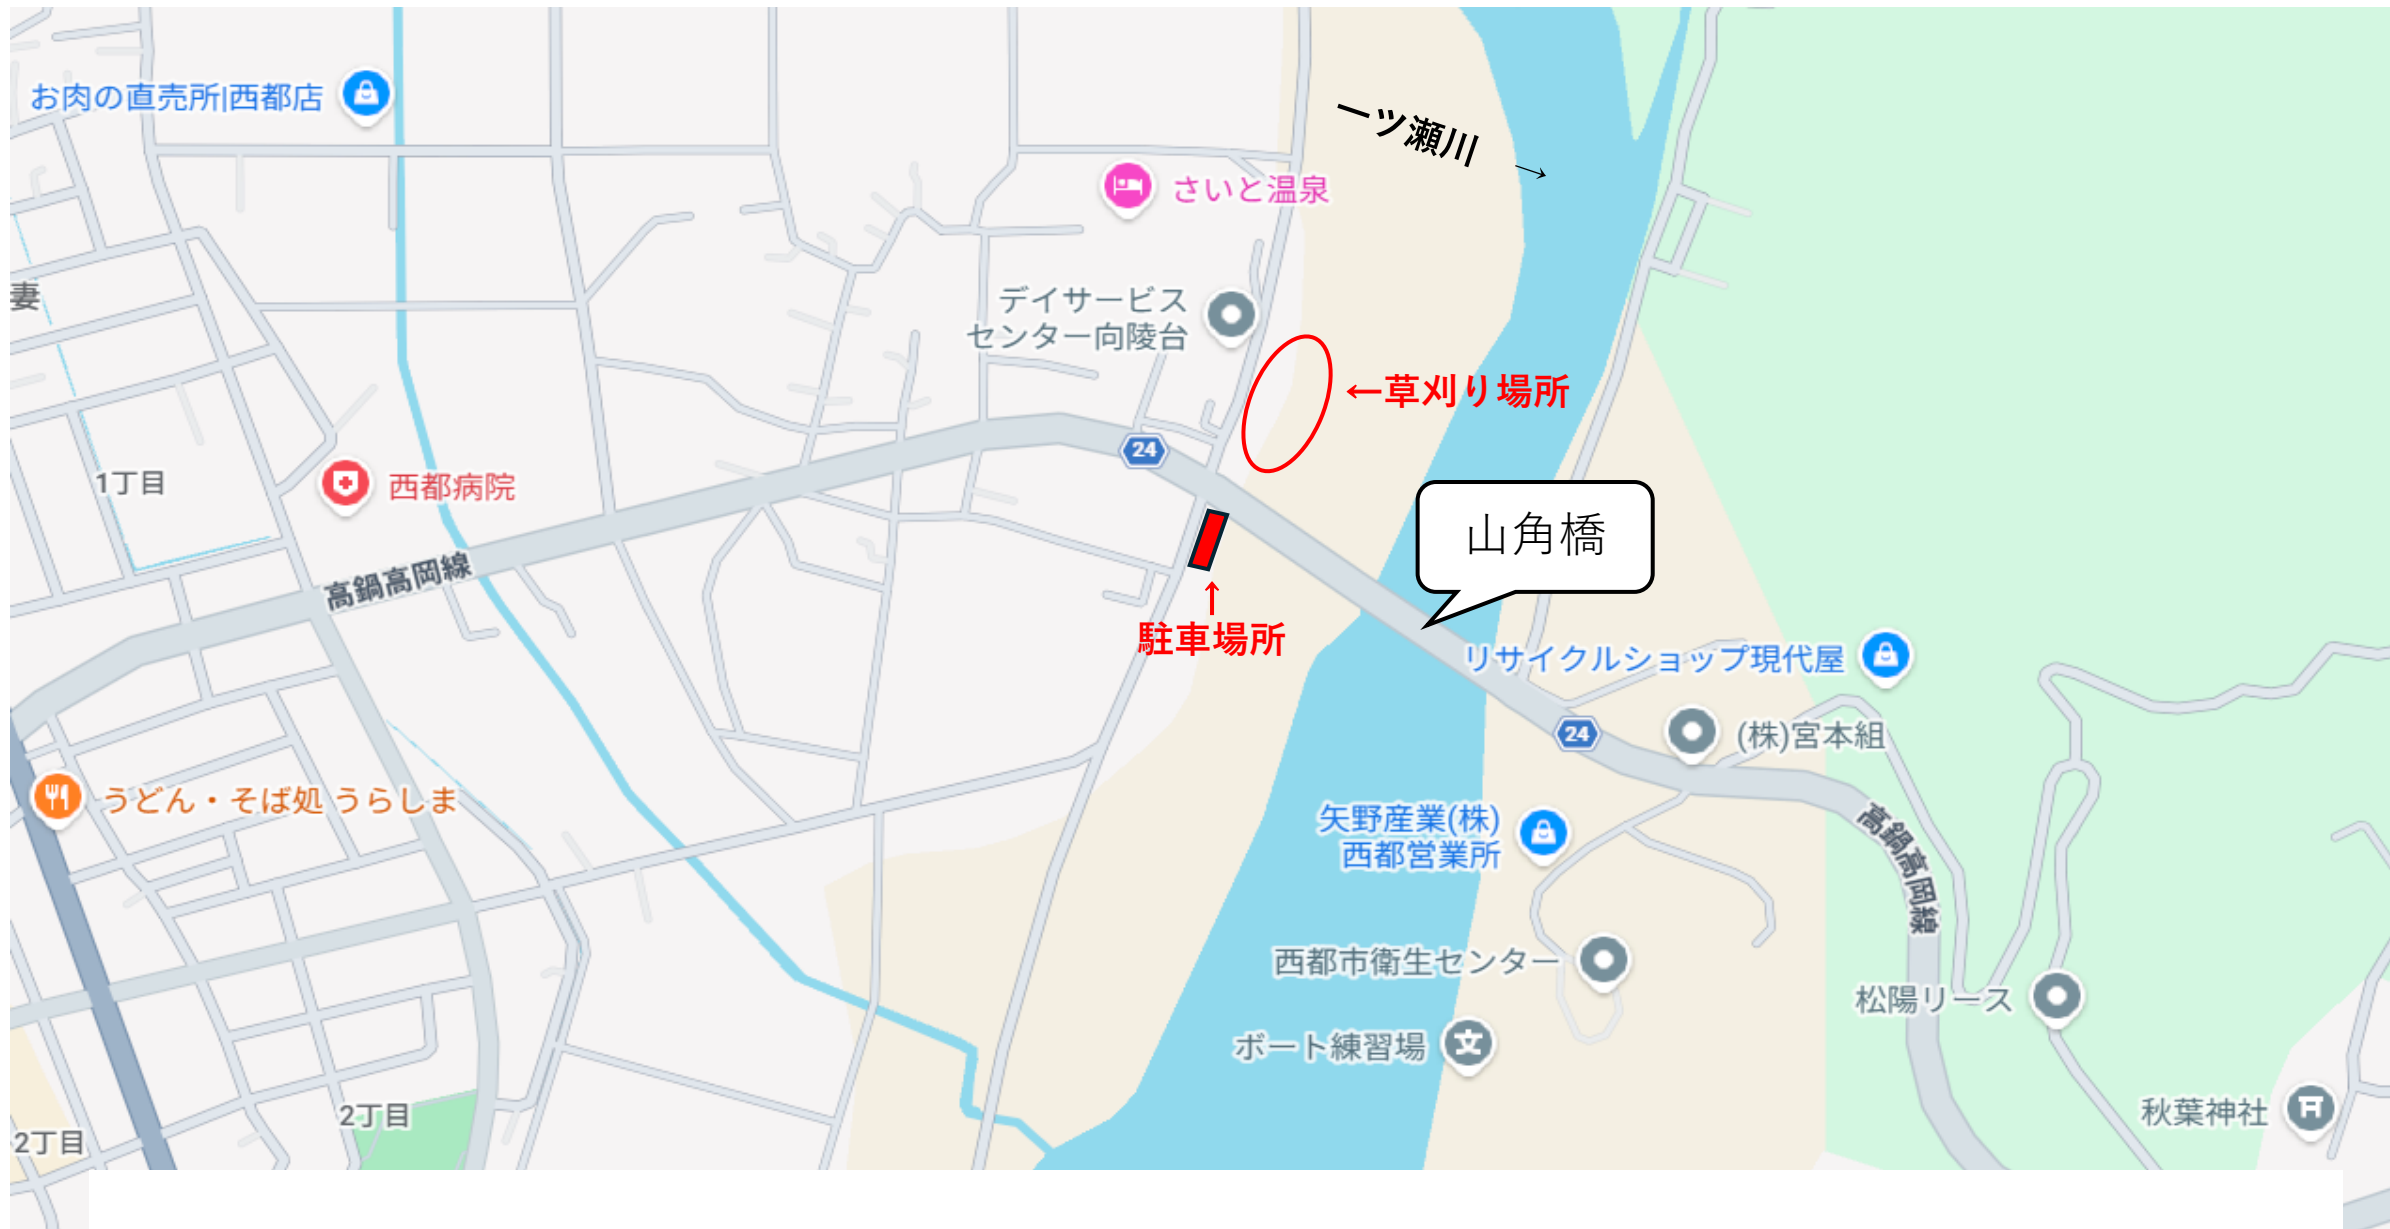 お肉の直売所|西都店
一ツ瀬川 →
さいと温泉
妻
デイサービス
センター向陵台
←草刈り場所
24
1丁目
西都病院
山角橋
高鍋高岡線
↑
駐車場所
リサイクルショップ現代屋
24
(株)宮本組
うどん・そば処 うらしま
矢野産業(株)
西都営業所
高鍋高岡線
西都市衛生センター
松陽リース
ボート練習場
2丁目
秋葉神社
2丁目